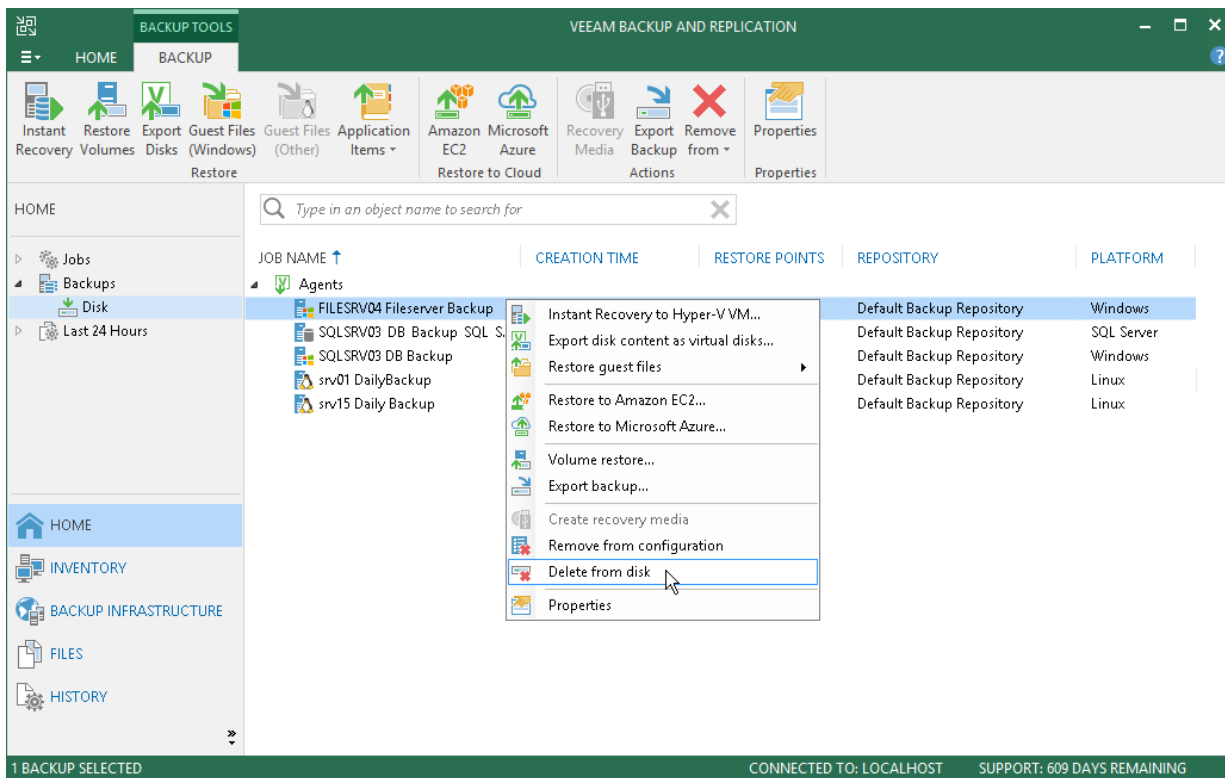 BACKUP TOOLS
VEEAM BACKUP AND REPLICATION
HOME
BACKUP
Instant Recovery
Restore Volumes
Export Disks
Guest Files (Windows)
Guest Files (Other)
Application Items
Amazon EC2
Microsoft Azure
Recovery Media
Export Backup
Remove from
Properties
Restore
Restore to Cloud
Actions
Properties
HOME
Type in an object name to search for
Jobs
Backups
Disk
Last 24 Hours
JOB NAME
CREATION TIME
RESTORE POINTS
REPOSITORY
PLATFORM
Agents
FILESRV04 Fileserver Backup
Default Backup Repository
Windows
SQLSRV03 DB Backup SQL S
Default Backup Repository
SQL Server
SQLSRV03 DB Backup
Default Backup Repository
Windows
srv01 DailyBackup
Default Backup Repository
Linux
srv15 Daily Backup
Default Backup Repository
Linux
Instant Recovery to Hyper-V VM...
Export disk content as virtual disks...
Restore guest files
Restore to Amazon EC2...
Restore to Microsoft Azure...
Volume restore...
Export backup...
Create recovery media
Remove from configuration
Delete from disk
Properties
HOME
INVENTORY
BACKUP INFRASTRUCTURE
FILES
HISTORY
1 BACKUP SELECTED
CONNECTED TO: LOCALHOST
SUPPORT: 609 DAYS REMAINING